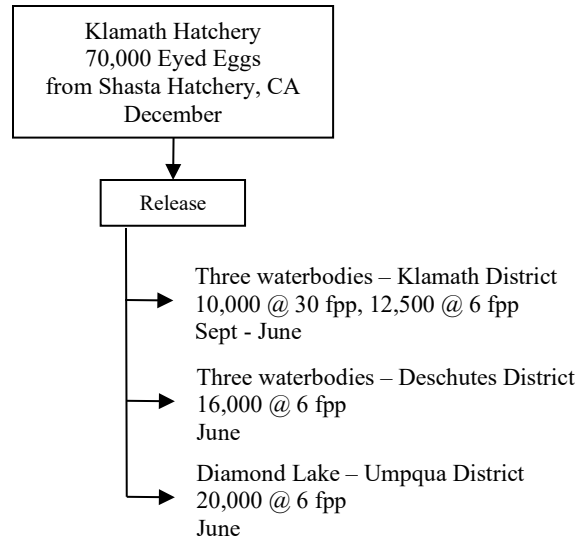 Klamath Hatchery
70,000 Eyed Eggs
from Shasta Hatchery, CA
December
Release
Three waterbodies – Klamath District
10,000 @ 30 fpp, 12,500 @ 6 fpp
Sept - June
Three waterbodies – Deschutes District
16,000 @ 6 fpp
June
Diamond Lake – Umpqua District
20,000 @ 6 fpp
June